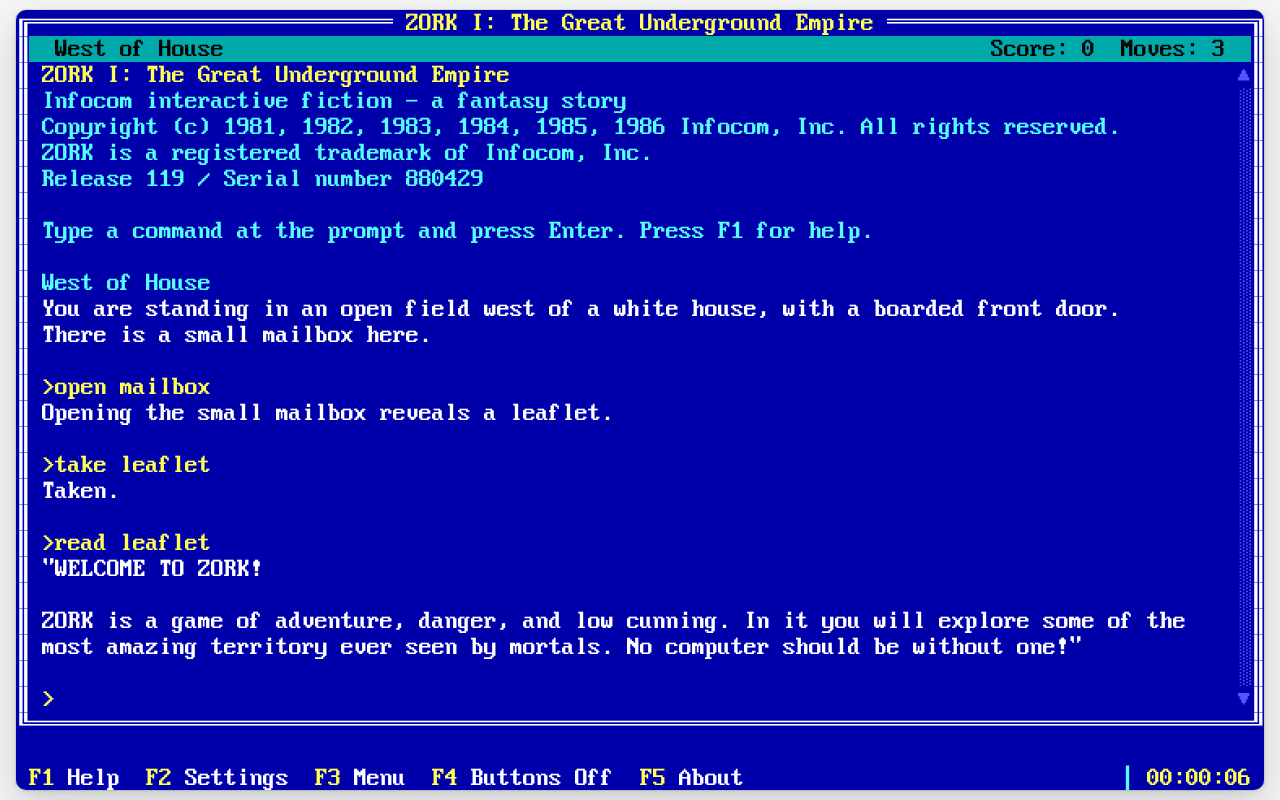 ZORK I: The Great Underground Empire
West of House Score: 0 Moves: 3
ZORK I: The Great Underground Empire
Infocom interactive fiction - a fantasy story
Copyright (c) 1981, 1982, 1983, 1984, 1985, 1986 Infocom, Inc. All rights reserved.
ZORK is a registered trademark of Infocom, Inc.
Release 119 / Serial number 880429
Type a command at the prompt and press Enter. Press F1 for help.
West of House
You are standing in an open field west of a white house, with a boarded front door.
There is a small mailbox here.
>open mailbox
Opening the small mailbox reveals a leaflet.
>take leaflet
Taken.
>read leaflet
"WELCOME TO ZORK!
ZORK is a game of adventure, danger, and low cunning. In it you will explore some of the
most amazing territory ever seen by mortals. No computer should be without one!"
>
F1 Help F2 Settings F3 Menu F4 Buttons Off F5 About 00:00:06